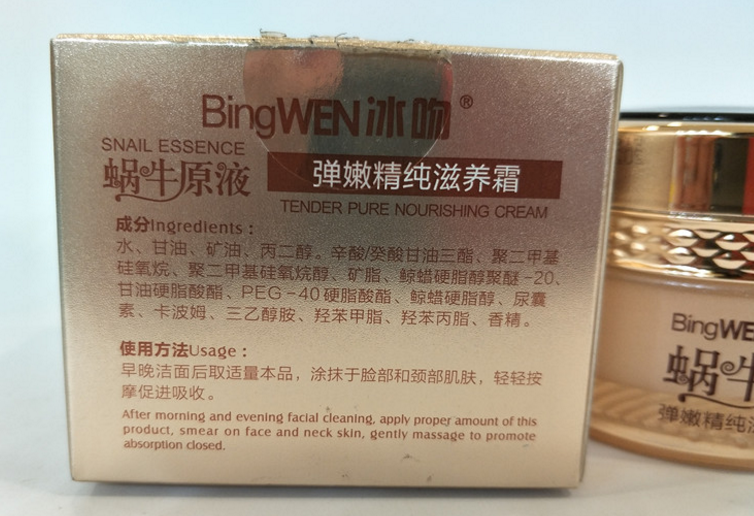 BingWEN冰吻®
SNAIL ESSENCE
蜗牛原液
弹嫩精纯滋养霜
TENDER PURE NOURISHING CREAM
成分Ingredients：
水、甘油、矿油、丙二醇。辛酸/癸酸甘油三酯、聚二甲基
硅氧烷、聚二甲基硅氧烷醇、矿脂、鲸蜡硬脂醇聚醚-20、
甘油硬脂酸酯、PEG-40硬脂酸酯、鲸蜡硬脂醇、尿囊
素、卡波姆、三乙醇胺、羟苯甲脂、羟苯丙脂、香精。
使用方法Usage：
早晚洁面后取适量本品，涂抹于脸部和颈部肌肤，轻轻按
摩促进吸收。
After morning and evening facial cleaning, apply proper amount of this
product, smear on face and neck skin, gently massage to promote
absorption closed.
BingWE
蜗牛
弹嫩精纯滋